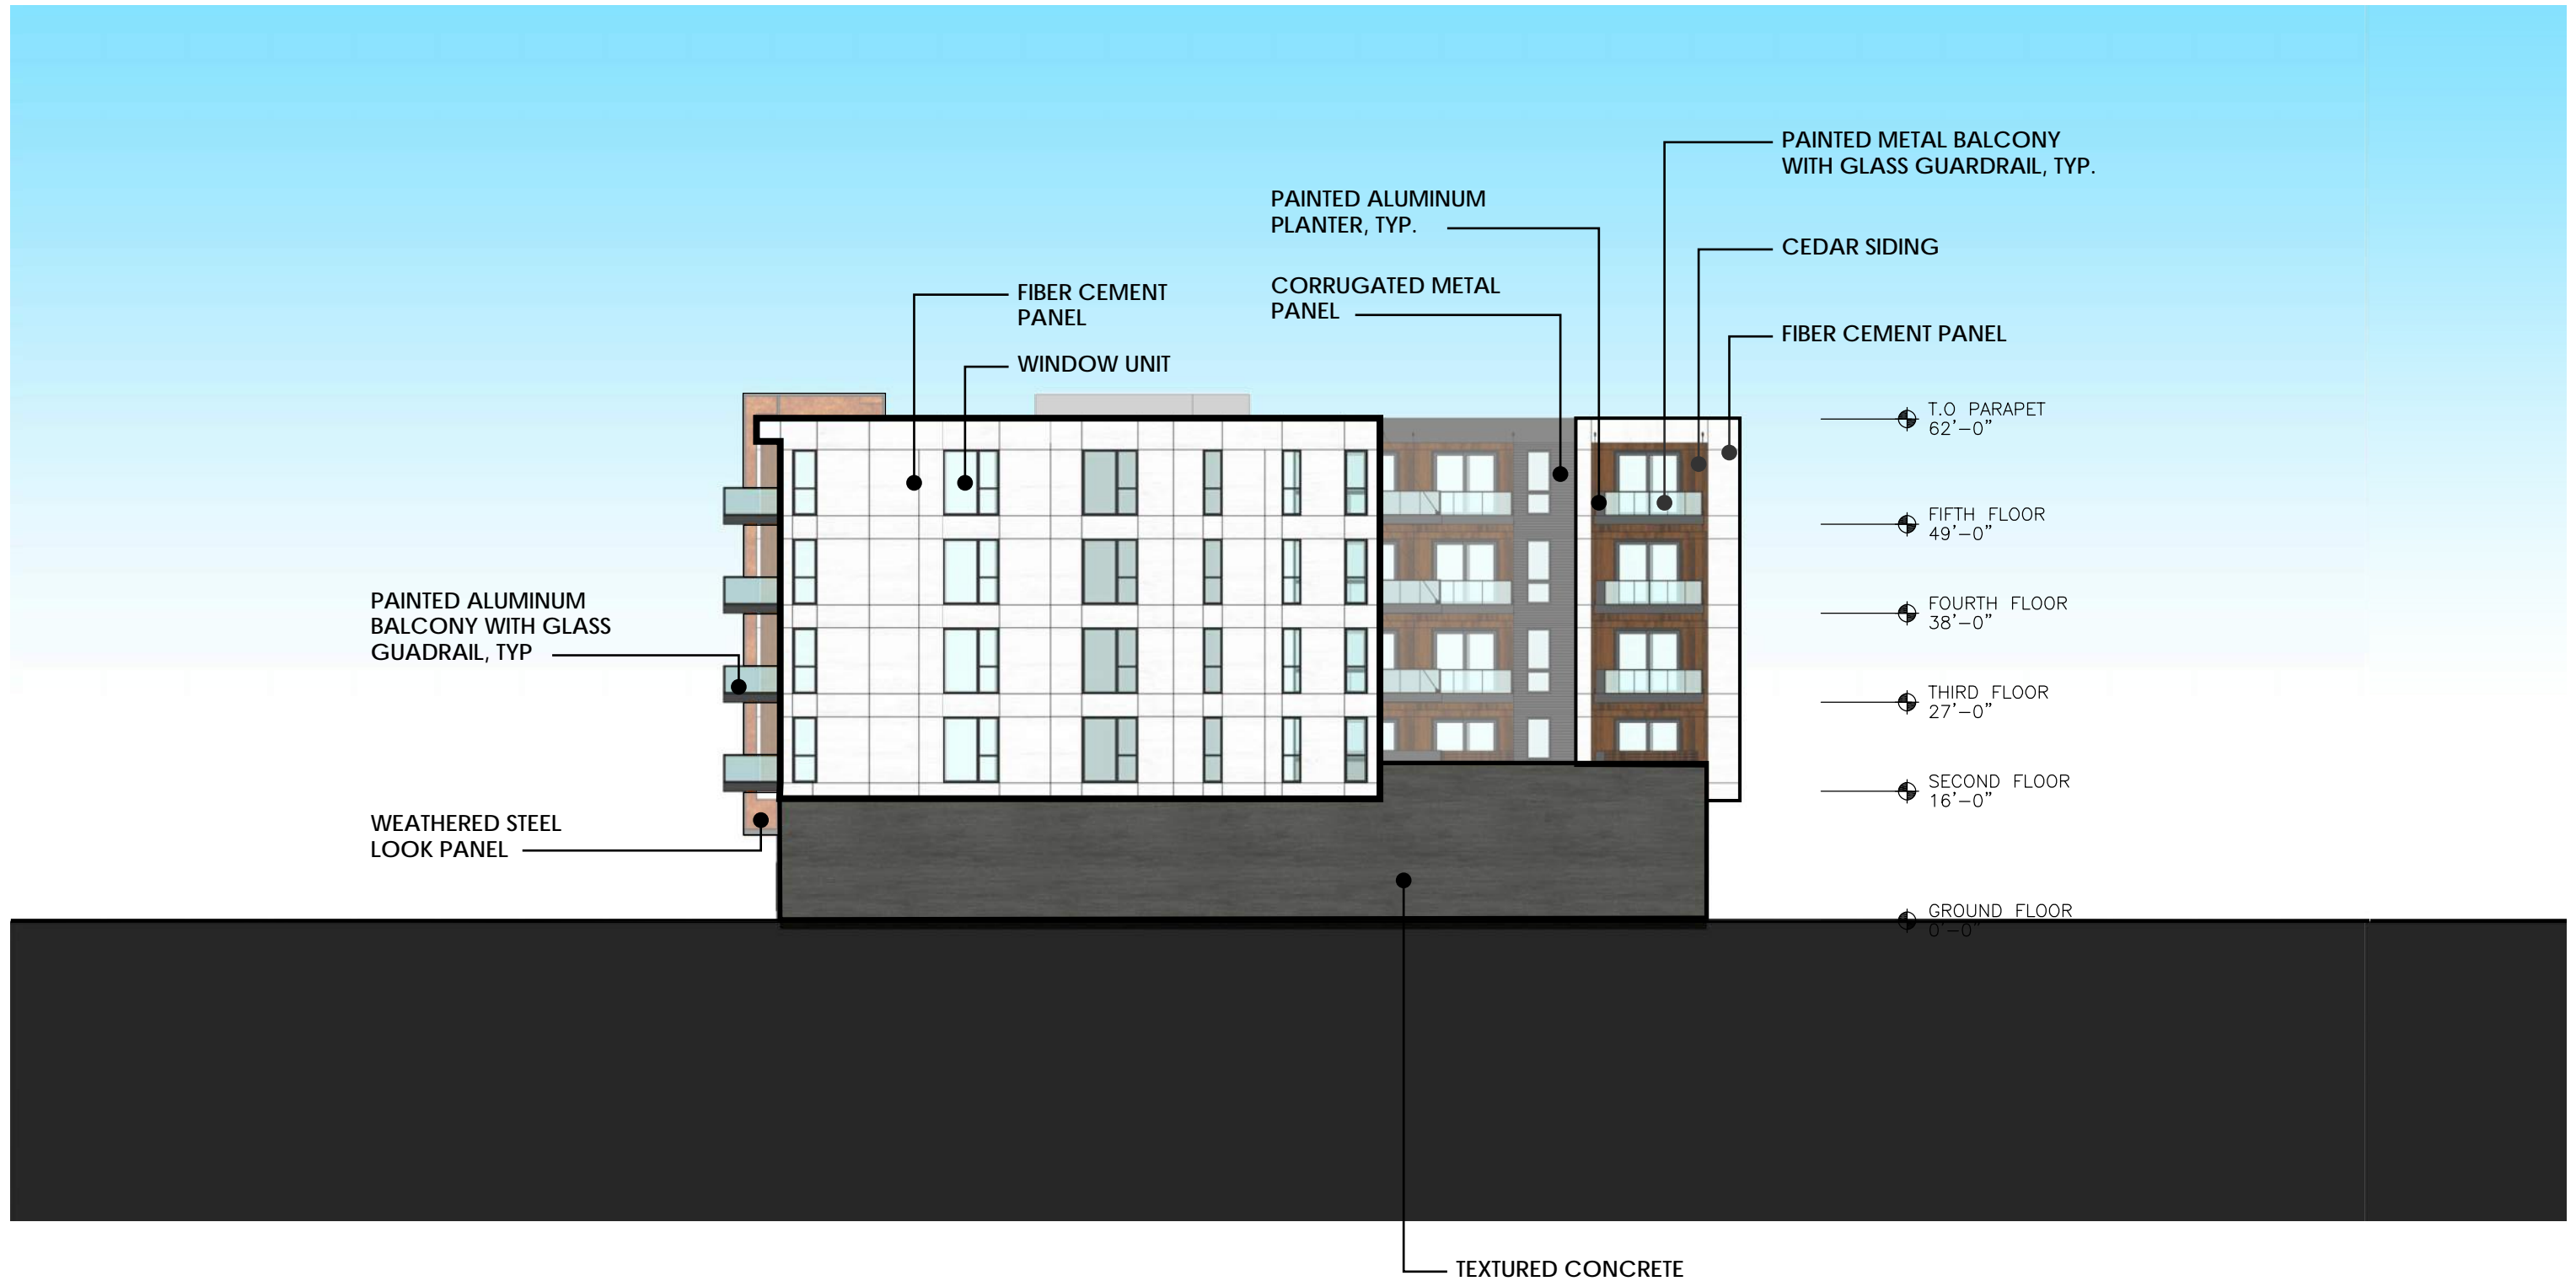 PAINTED METAL BALCONY
WITH GLASS GUARDRAIL, TYP.
PAINTED ALUMINUM
PLANTER, TYP.
CEDAR SIDING
CORRUGATED METAL
PANEL
FIBER CEMENT
PANEL
FIBER CEMENT PANEL
WINDOW UNIT
T.O PARAPET
62'-0"
FIFTH FLOOR
49'-0"
PAINTED ALUMINUM
BALCONY WITH GLASS
GUADRAIL, TYP
FOURTH FLOOR
38'-0"
THIRD FLOOR
27'-0"
SECOND FLOOR
16'-0"
WEATHERED STEEL
LOOK PANEL
GROUND FLOOR
0'-0"
TEXTURED CONCRETE